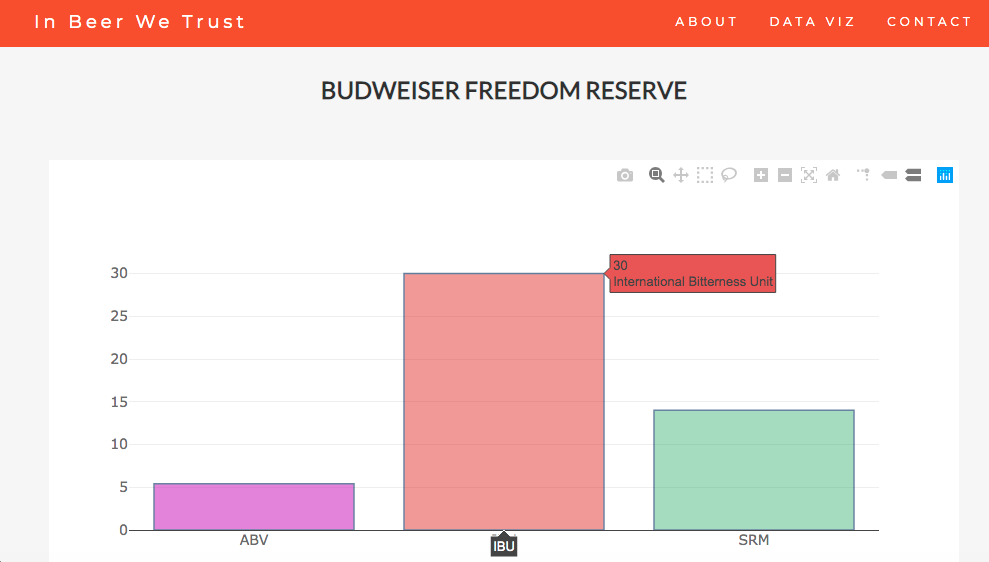 In Beer We Trust
ABOUT DATA VIZ CONTACT
BUDWEISER FREEDOM RESERVE
30
International Bitterness Unit
30
25
20
15
10
5
0
ABV IBU SRM